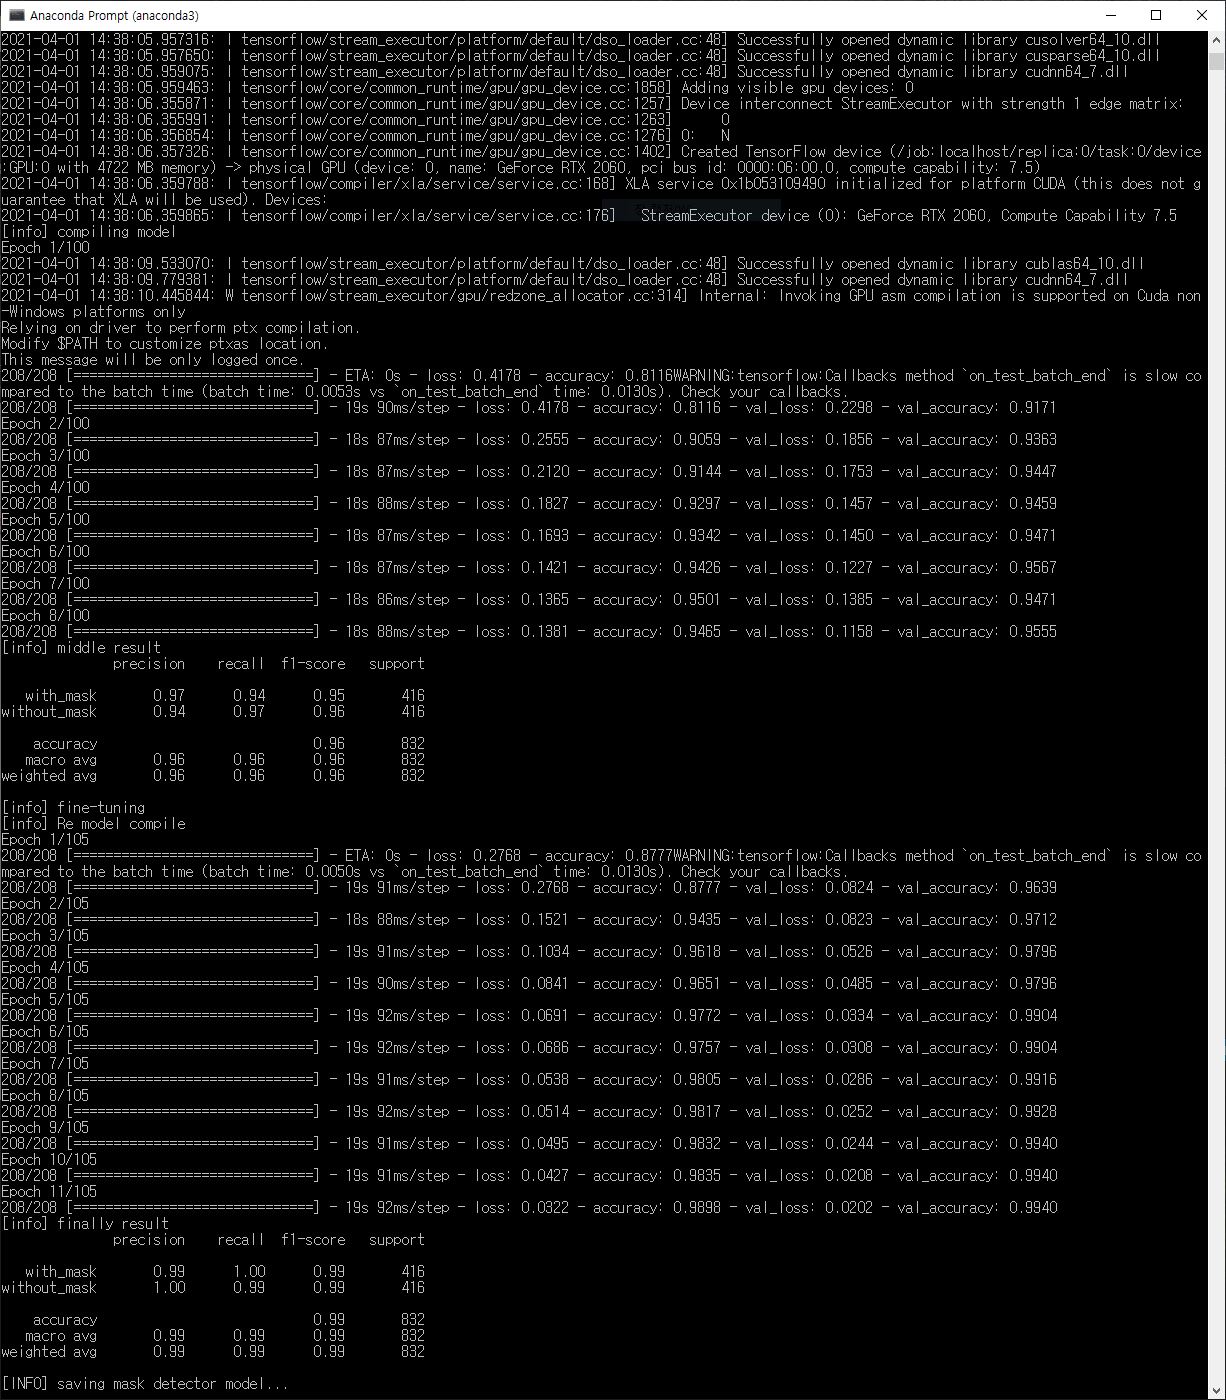 Anaconda Prompt (anaconda3)
2021-04-01 14:38:05.957316: I tensorflow/stream_executor/platform/default/dso_loader.cc:48] Successfully opened dynamic library cusolver64_10.dll
2021-04-01 14:38:05.957650: I tensorflow/stream_executor/platform/default/dso_loader.cc:48] Successfully opened dynamic library cusparse64_10.dll
2021-04-01 14:38:05.959075: I tensorflow/stream_executor/platform/default/dso_loader.cc:48] Successfully opened dynamic library cudnn64_7.dll
2021-04-01 14:38:05.959463: I tensorflow/core/common_runtime/gpu/gpu_device.cc:1858] Adding visible gpu devices: 0
2021-04-01 14:38:06.355871: I tensorflow/core/common_runtime/gpu/gpu_device.cc:1257] Device interconnect StreamExecutor with strength 1 edge matrix:
2021-04-01 14:38:06.355991: I tensorflow/core/common_runtime/gpu/gpu_device.cc:1263]      0
2021-04-01 14:38:06.356854: I tensorflow/core/common_runtime/gpu/gpu_device.cc:1276] 0:   N
2021-04-01 14:38:06.357326: I tensorflow/core/common_runtime/gpu/gpu_device.cc:1402] Created TensorFlow device (/job:localhost/replica:0/task:0/device
:GPU:0 with 4722 MB memory) -> physical GPU (device: 0, name: GeForce RTX 2060, pci bus id: 0000:06:00.0, compute capability: 7.5)
2021-04-01 14:38:06.359788: I tensorflow/compiler/xla/service/service.cc:168] XLA service 0x1b053109490 initialized for platform CUDA (this does not g
uarantee that XLA will be used). Devices:
2021-04-01 14:38:06.359865: I tensorflow/compiler/xla/service/service.cc:176]   StreamExecutor device (0): GeForce RTX 2060, Compute Capability 7.5
[info] compiling model
Epoch 1/100
2021-04-01 14:38:09.533070: I tensorflow/stream_executor/platform/default/dso_loader.cc:48] Successfully opened dynamic library cublas64_10.dll
2021-04-01 14:38:09.779381: I tensorflow/stream_executor/platform/default/dso_loader.cc:48] Successfully opened dynamic library cudnn64_7.dll
2021-04-01 14:38:10.445844: W tensorflow/stream_executor/gpu/redzone_allocator.cc:314] Internal: Invoking GPU asm compilation is supported on Cuda non
-Windows platforms only
Relying on driver to perform ptx compilation.
Modify $PATH to customize ptxas location.
This message will be only logged once.
208/208 [==============================] - ETA: 0s - loss: 0.4178 - accuracy: 0.8116WARNING:tensorflow:Callbacks method `on_test_batch_end` is slow co
mpared to the batch time (batch time: 0.0053s vs `on_test_batch_end` time: 0.0130s). Check your callbacks.
208/208 [==============================] - 19s 90ms/step - loss: 0.4178 - accuracy: 0.8116 - val_loss: 0.2298 - val_accuracy: 0.9171
Epoch 2/100
208/208 [==============================] - 18s 87ms/step - loss: 0.2555 - accuracy: 0.9059 - val_loss: 0.1856 - val_accuracy: 0.9363
Epoch 3/100
208/208 [==============================] - 18s 87ms/step - loss: 0.2120 - accuracy: 0.9144 - val_loss: 0.1753 - val_accuracy: 0.9447
Epoch 4/100
208/208 [==============================] - 18s 88ms/step - loss: 0.1827 - accuracy: 0.9297 - val_loss: 0.1457 - val_accuracy: 0.9459
Epoch 5/100
208/208 [==============================] - 18s 87ms/step - loss: 0.1693 - accuracy: 0.9342 - val_loss: 0.1450 - val_accuracy: 0.9471
Epoch 6/100
208/208 [==============================] - 18s 87ms/step - loss: 0.1421 - accuracy: 0.9426 - val_loss: 0.1227 - val_accuracy: 0.9567
Epoch 7/100
208/208 [==============================] - 18s 86ms/step - loss: 0.1365 - accuracy: 0.9501 - val_loss: 0.1385 - val_accuracy: 0.9471
Epoch 8/100
208/208 [==============================] - 18s 88ms/step - loss: 0.1381 - accuracy: 0.9465 - val_loss: 0.1158 - val_accuracy: 0.9555
[info] middle result
precision    recall  f1-score   support
with_mask       0.97      0.94      0.95       416
without_mask       0.94      0.97      0.96       416
accuracy                           0.96       832
macro avg       0.96      0.96      0.96       832
weighted avg       0.96      0.96      0.96       832
[info] fine-tuning
[info] Re model compile
Epoch 1/105
208/208 [==============================] - ETA: 0s - loss: 0.2768 - accuracy: 0.8777WARNING:tensorflow:Callbacks method `on_test_batch_end` is slow co
mpared to the batch time (batch time: 0.0050s vs `on_test_batch_end` time: 0.0130s). Check your callbacks.
208/208 [==============================] - 19s 91ms/step - loss: 0.2768 - accuracy: 0.8777 - val_loss: 0.0824 - val_accuracy: 0.9639
Epoch 2/105
208/208 [==============================] - 18s 88ms/step - loss: 0.1521 - accuracy: 0.9435 - val_loss: 0.0823 - val_accuracy: 0.9712
Epoch 3/105
208/208 [==============================] - 19s 91ms/step - loss: 0.1034 - accuracy: 0.9618 - val_loss: 0.0526 - val_accuracy: 0.9796
Epoch 4/105
208/208 [==============================] - 19s 90ms/step - loss: 0.0841 - accuracy: 0.9651 - val_loss: 0.0485 - val_accuracy: 0.9796
Epoch 5/105
208/208 [==============================] - 19s 92ms/step - loss: 0.0691 - accuracy: 0.9772 - val_loss: 0.0334 - val_accuracy: 0.9904
Epoch 6/105
208/208 [==============================] - 19s 92ms/step - loss: 0.0686 - accuracy: 0.9757 - val_loss: 0.0308 - val_accuracy: 0.9904
Epoch 7/105
208/208 [==============================] - 19s 91ms/step - loss: 0.0538 - accuracy: 0.9805 - val_loss: 0.0286 - val_accuracy: 0.9916
Epoch 8/105
208/208 [==============================] - 19s 92ms/step - loss: 0.0514 - accuracy: 0.9817 - val_loss: 0.0252 - val_accuracy: 0.9928
Epoch 9/105
208/208 [==============================] - 19s 91ms/step - loss: 0.0495 - accuracy: 0.9832 - val_loss: 0.0244 - val_accuracy: 0.9940
Epoch 10/105
208/208 [==============================] - 19s 91ms/step - loss: 0.0427 - accuracy: 0.9835 - val_loss: 0.0208 - val_accuracy: 0.9940
Epoch 11/105
208/208 [==============================] - 19s 92ms/step - loss: 0.0322 - accuracy: 0.9898 - val_loss: 0.0202 - val_accuracy: 0.9940
[info] finally result
precision    recall  f1-score   support
with_mask       0.99      1.00      0.99       416
without_mask       1.00      0.99      0.99       416
accuracy                           0.99       832
macro avg       0.99      0.99      0.99       832
weighted avg       0.99      0.99      0.99       832
[INFO] saving mask detector model...